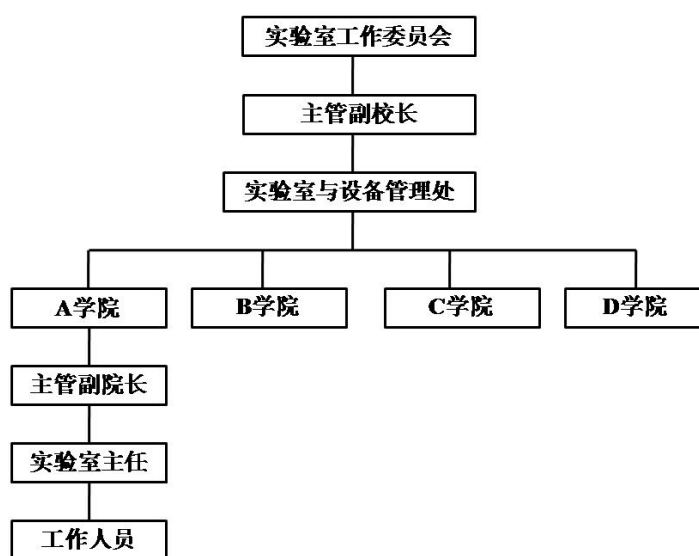 实验室工作委员会
主管副校长
实验室与设备管理处
A学院
B学院
C学院
D学院
主管副院长
实验室主任
工作人员